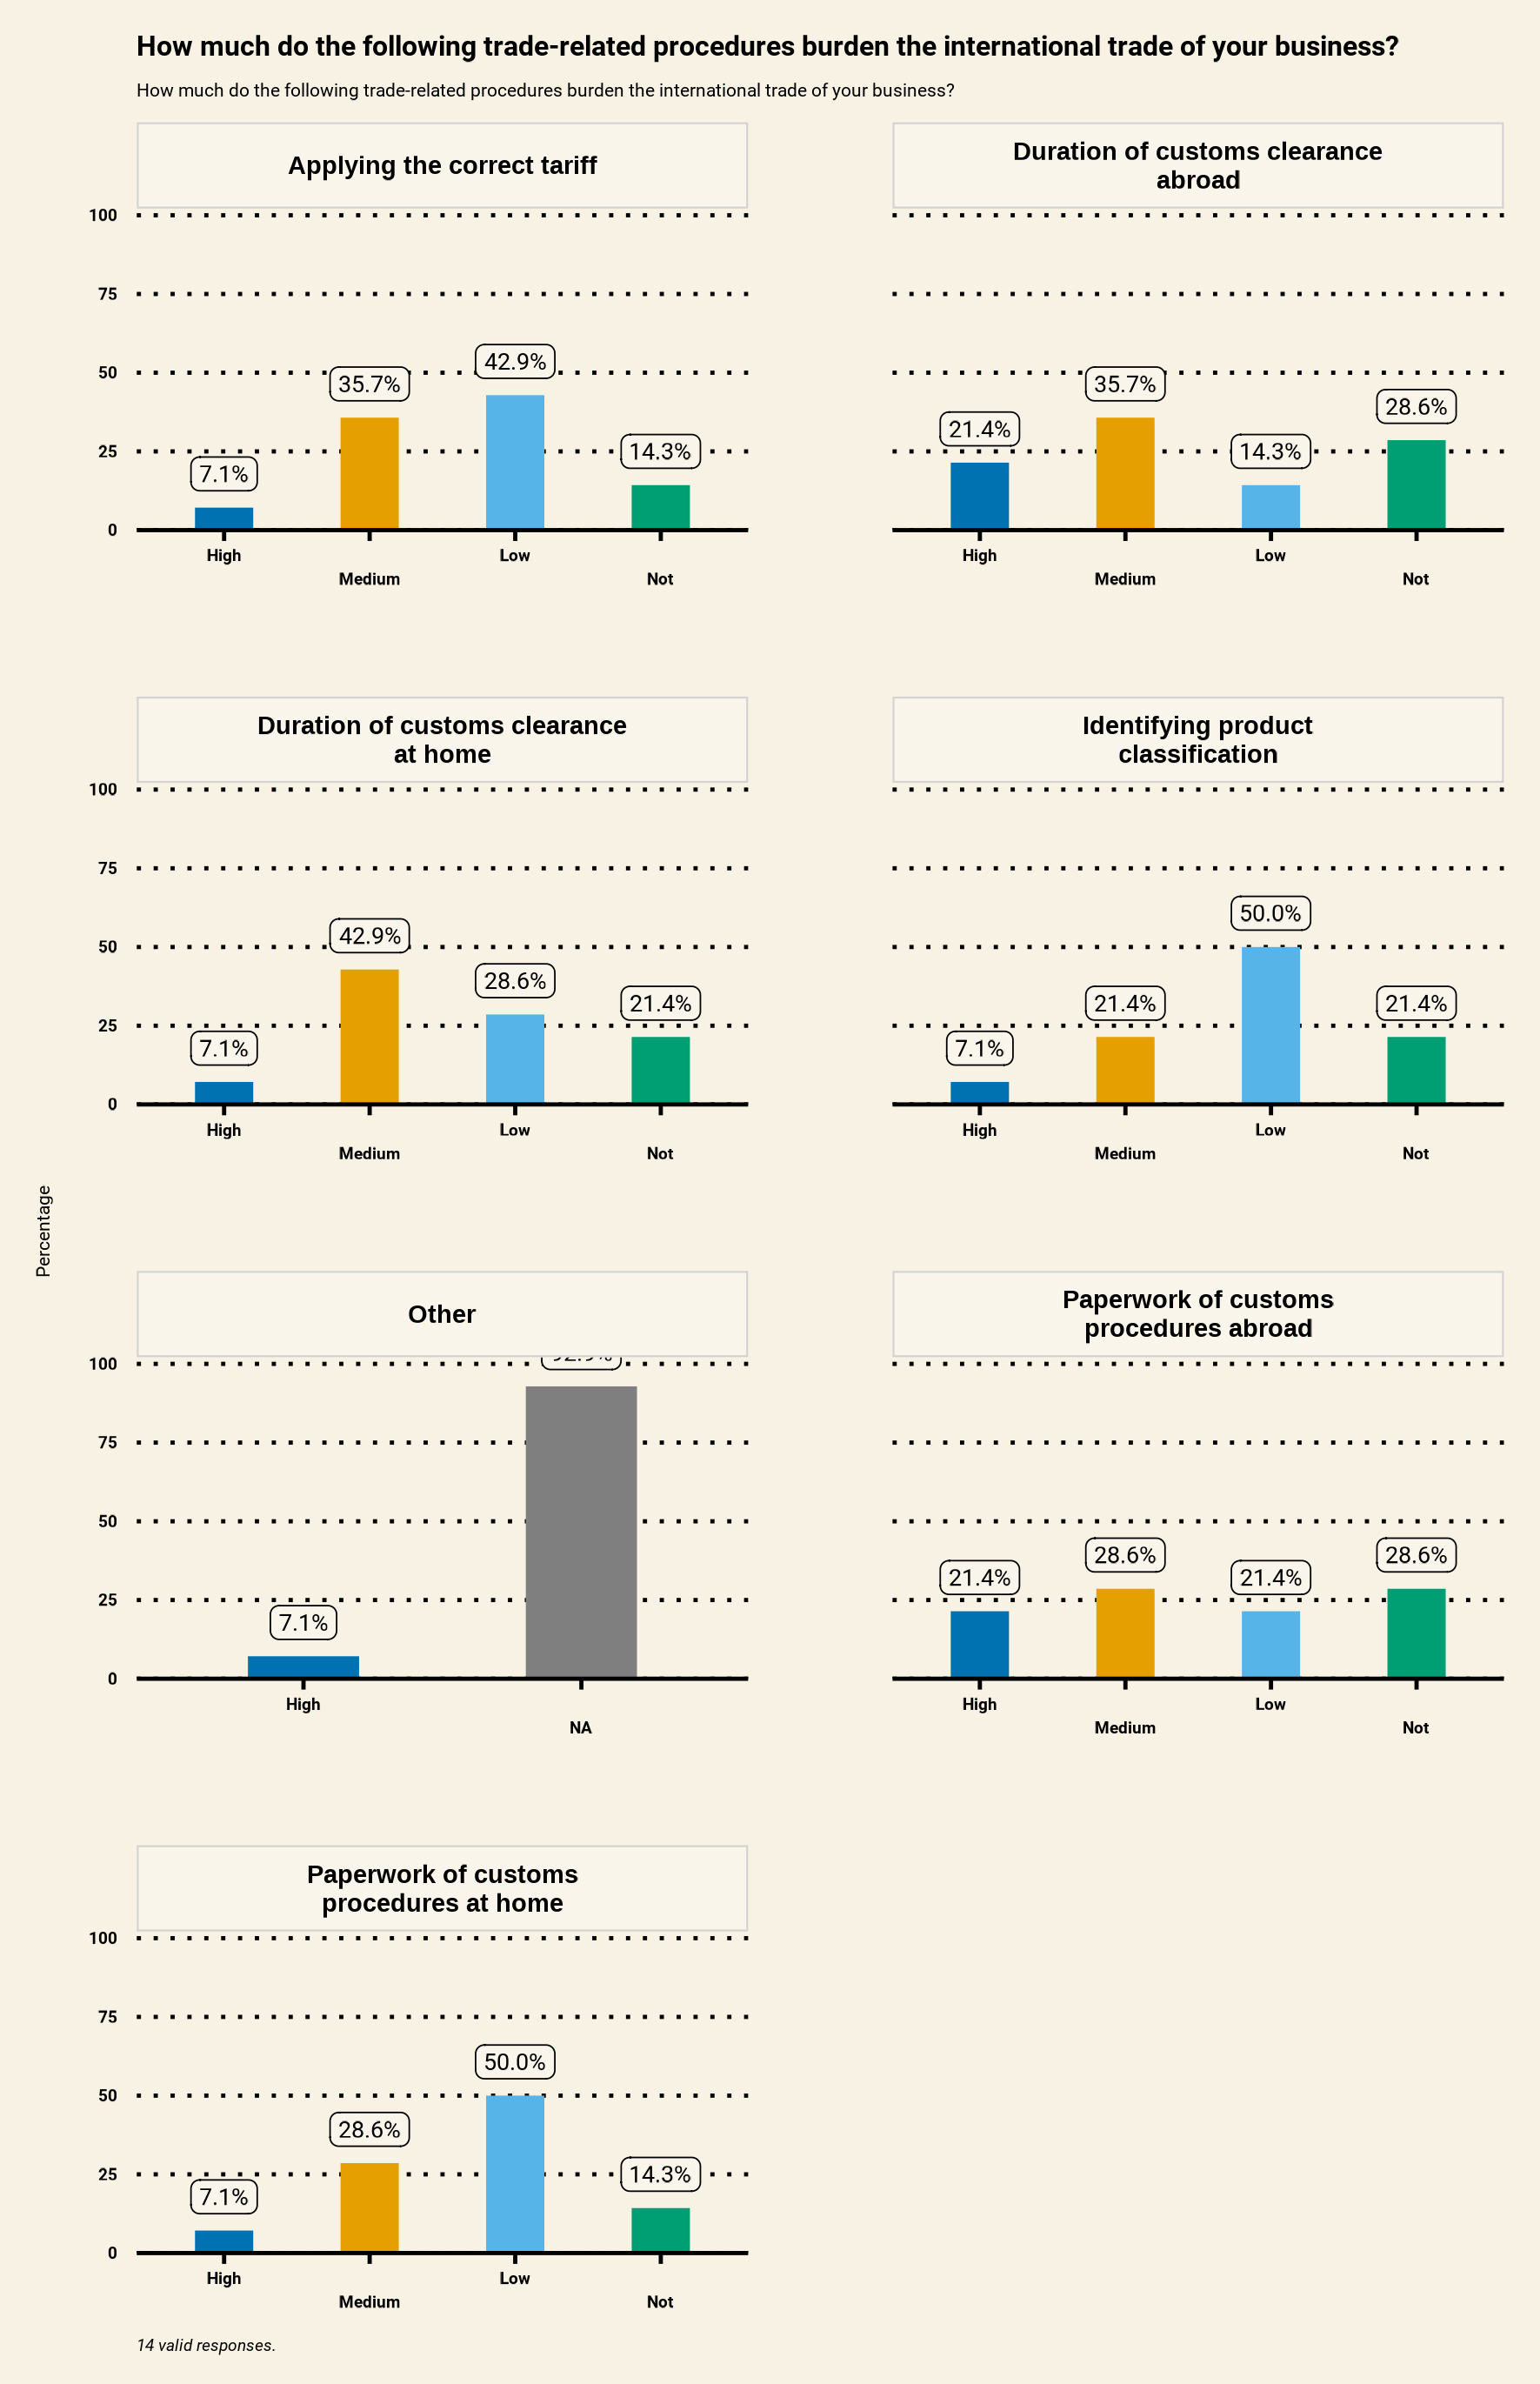 How much do the following trade-related procedures burden the international trade of your business?
How much do the following trade-related procedures burden the international trade of your business?
Applying the correct tariff
100
75
50
25
0
7.1%
35.7%
42.9%
14.3%
High
Medium
Low
Not
Duration of customs clearance
abroad
21.4%
35.7%
14.3%
28.6%
High
Medium
Low
Not
Duration of customs clearance
at home
100
75
50
25
0
7.1%
42.9%
28.6%
21.4%
High
Medium
Low
Not
Identifying product
classification
7.1%
21.4%
50.0%
21.4%
High
Medium
Low
Not
Percentage
Other
100
75
50
25
0
7.1%
High
NA
Paperwork of customs
procedures abroad
21.4%
28.6%
21.4%
28.6%
High
Medium
Low
Not
Paperwork of customs
procedures at home
100
75
50
25
0
7.1%
28.6%
50.0%
14.3%
High
Medium
Low
Not
14 valid responses.